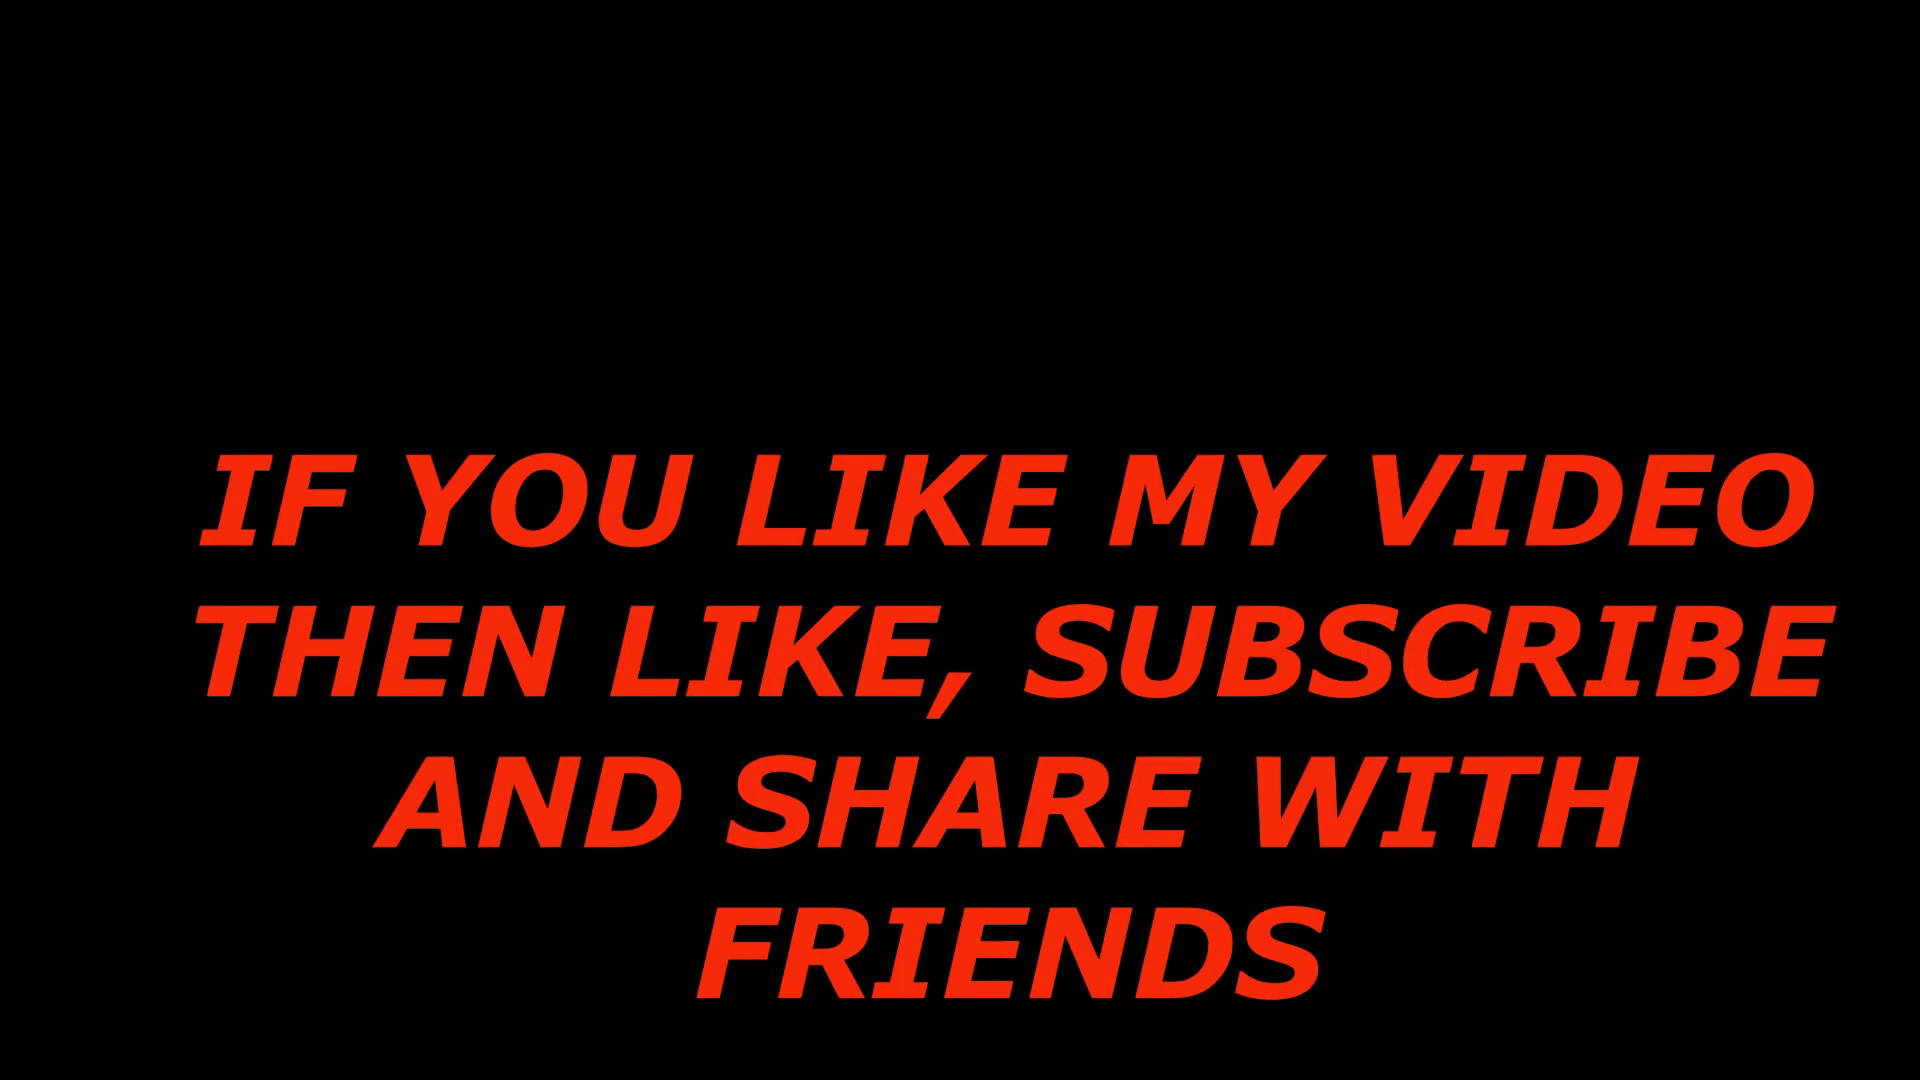 IF YOU LIKE MY VIDEO
THEN LIKE, SUBSCRIBE
AND SHARE WITH
FRIENDS